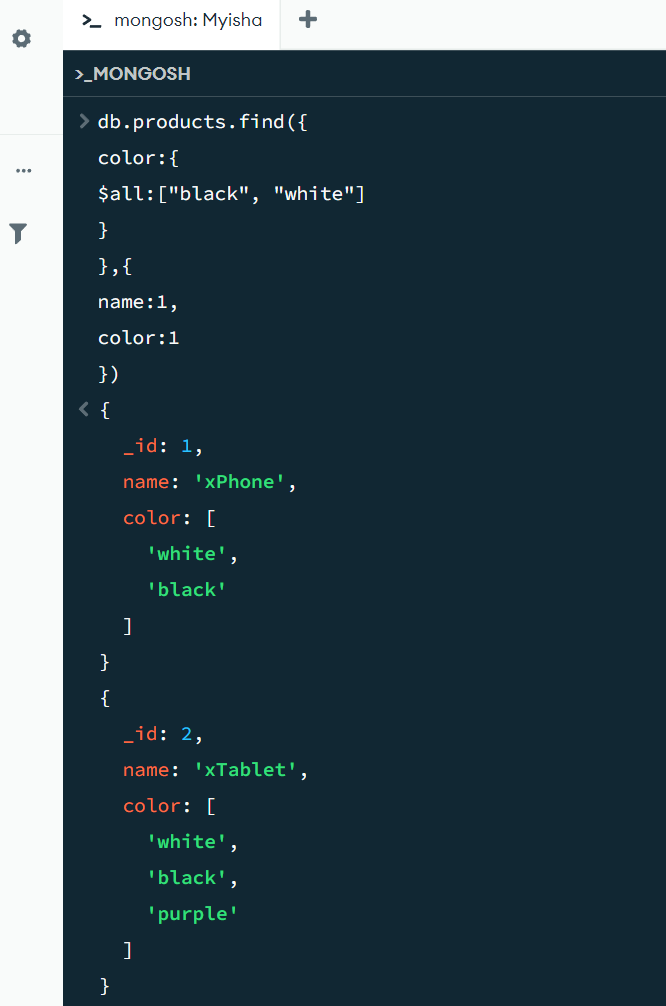 >_ mongosh: Myisha +
>_MONGOSH
> db.products.find({
color:{
$all:["black", "white"]
}
},{
name:1,
color:1
})
< {
_id: 1,
name: 'xPhone',
color: [
'white',
'black'
]
}
{
_id: 2,
name: 'xTablet',
color: [
'white',
'black',
'purple'
]
}